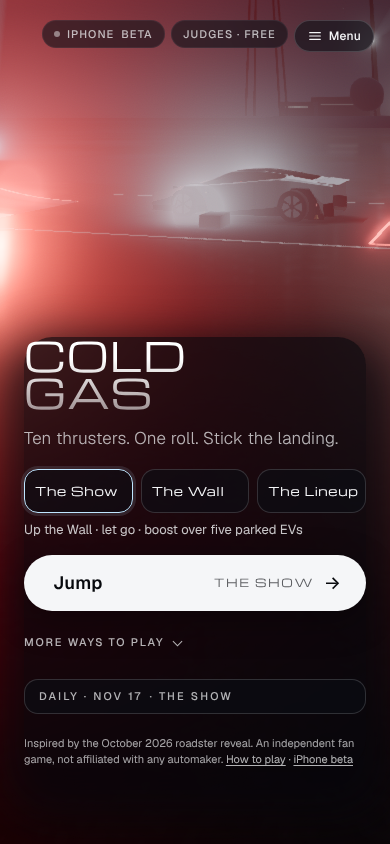 IPHONE BETA
JUDGES · FREE
Menu
COLD
GAS
Ten thrusters. One roll. Stick the landing.
The Show
The Wall
The Lineup
Up the Wall · let go · boost over five parked EVs
Jump
THE SHOW
MORE WAYS TO PLAY
DAILY · NOV 17 · THE SHOW
Inspired by the October 2026 roadster reveal. An independent fan
game, not affiliated with any automaker. How to play · iPhone beta